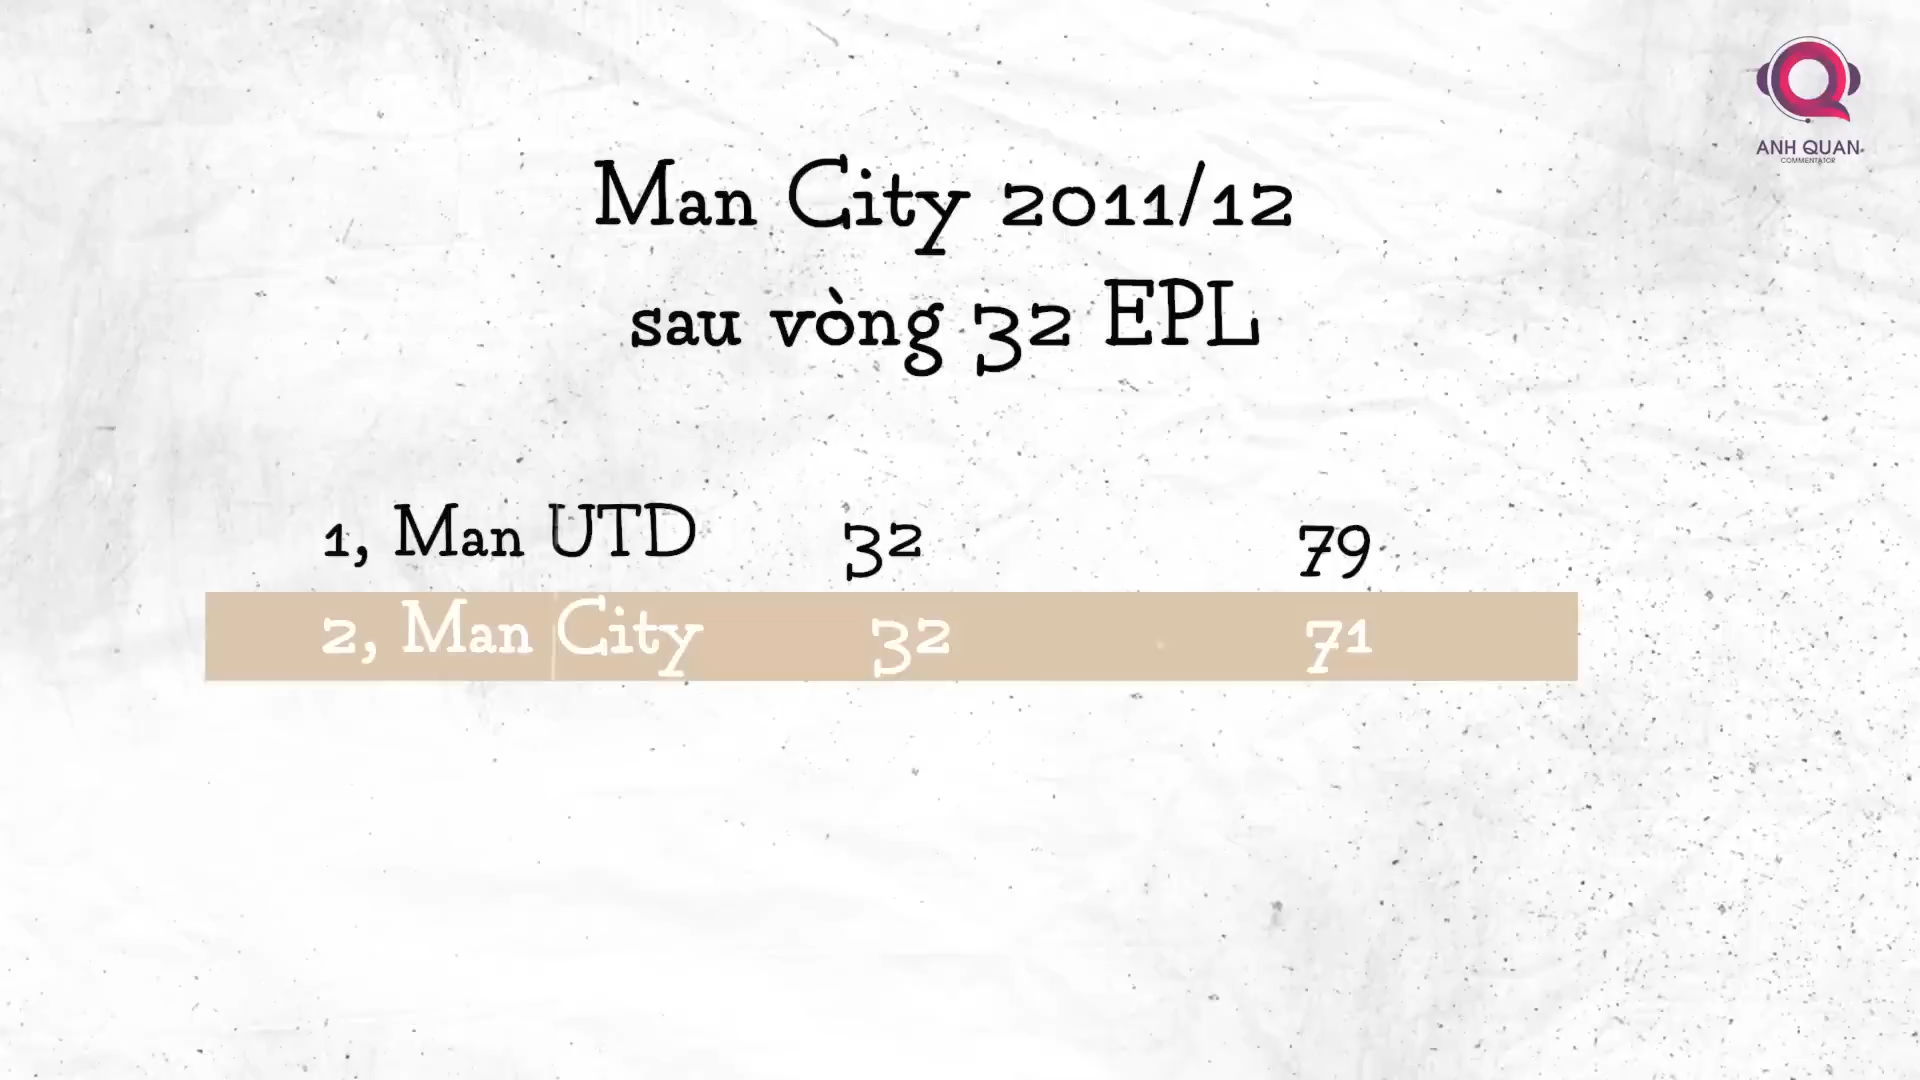 ANH QUAN
COMMENTATOR
Man City 2011/12
sau vòng 32 EPL
1, Man UTD 32 79
2, Man City 32 71